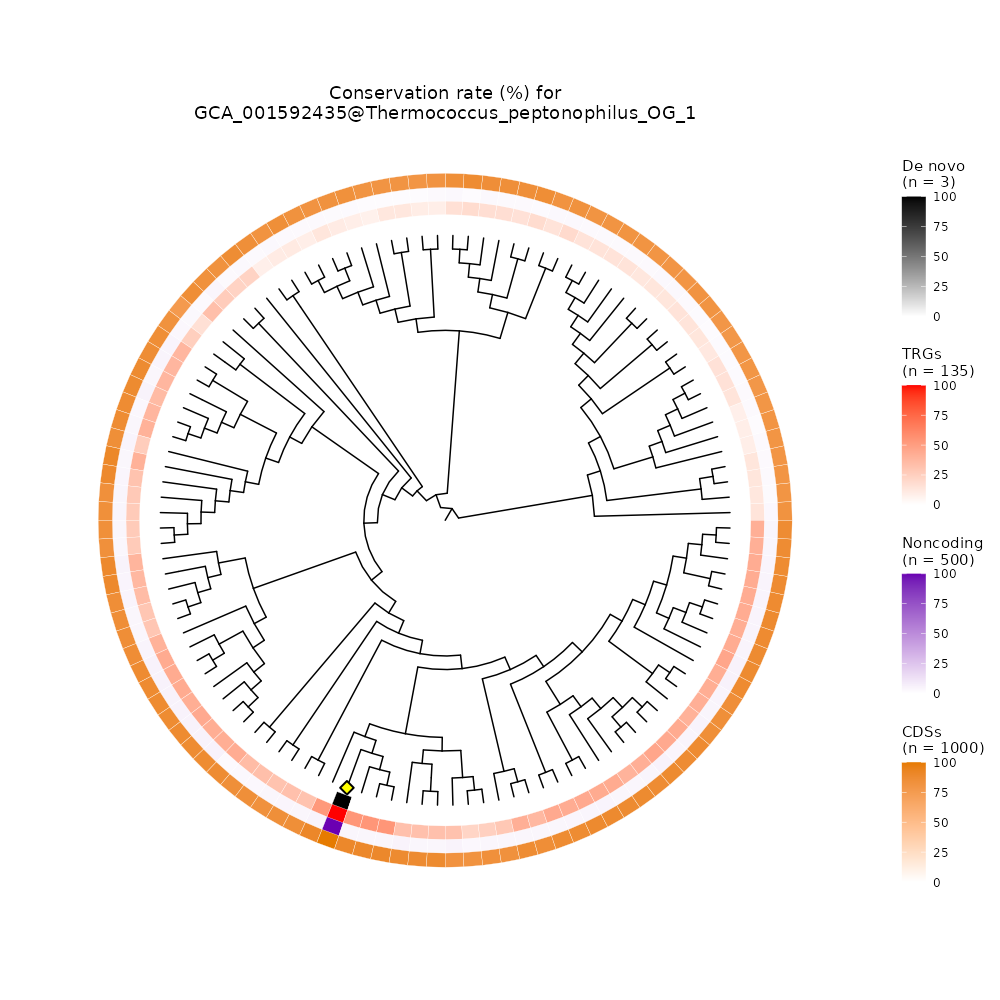 Conservation rate (%) for
GCA_001592435@Thermococcus_peptonophilus_OG_1
De novo
(n = 3)
100
75
50
25
0
TRGs
(n = 135)
100
75
50
25
0
Noncoding
(n = 500)
100
75
50
25
0
CDSs
(n = 1000)
100
75
50
25
0